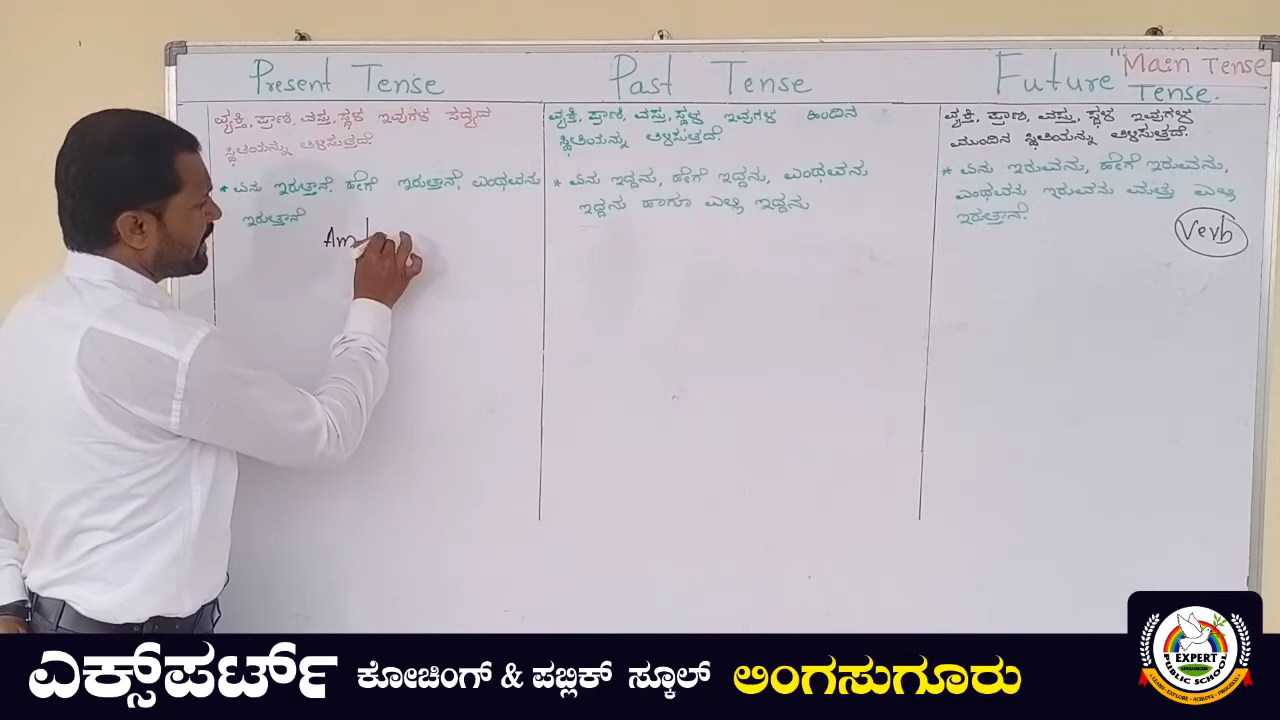 Main Tense
Present Tense
ವ್ಯಕ್ತಿ, ಪ್ರಾಣಿ, ವಸ್ತು, ಸ್ಥಳ ಇವುಗಳ ಸದ್ಯದ
ಸ್ಥಿತಿಯನ್ನು ತಿಳಿಸುತ್ತದೆ.
* ಏನು ಇರುತ್ತಾನೆ, ಹೇಗೆ ಇರುತ್ತಾನೆ, ಎಂಥವನು
ಇರುತ್ತಾನೆ
Am
Past Tense
ವ್ಯಕ್ತಿ, ಪ್ರಾಣಿ, ವಸ್ತು, ಸ್ಥಳ ಇವುಗಳ ಹಿಂದಿನ
ಸ್ಥಿತಿಯನ್ನು ತಿಳಿಸುತ್ತದೆ.
* ಏನು ಇದ್ದನು, ಹೇಗೆ ಇದ್ದನು, ಎಂಥವನು
ಇದ್ದನು ಹಾಗೂ ಎಲ್ಲಿ ಇದ್ದನು
Future Tense.
ವ್ಯಕ್ತಿ, ಪ್ರಾಣಿ, ವಸ್ತು, ಸ್ಥಳ ಇವುಗಳ
ಮುಂದಿನ ಸ್ಥಿತಿಯನ್ನು ತಿಳಿಸುತ್ತದೆ.
* ಏನು ಇರುವನು, ಹೇಗೆ ಇರುವನು,
ಎಂಥವನು ಇರುವನು ಮತ್ತು ಎಲ್ಲಿ
ಇರುತ್ತಾನೆ.
Verb
ಎಕ್ಸ್‌ಪರ್ಟ್ ಕೋಚಿಂಗ್ & ಪಬ್ಲಿಕ್ ಸ್ಕೂಲ್ ಲಿಂಗಸುಗೂರು
EXPERT
PUBLIC SCHOOL